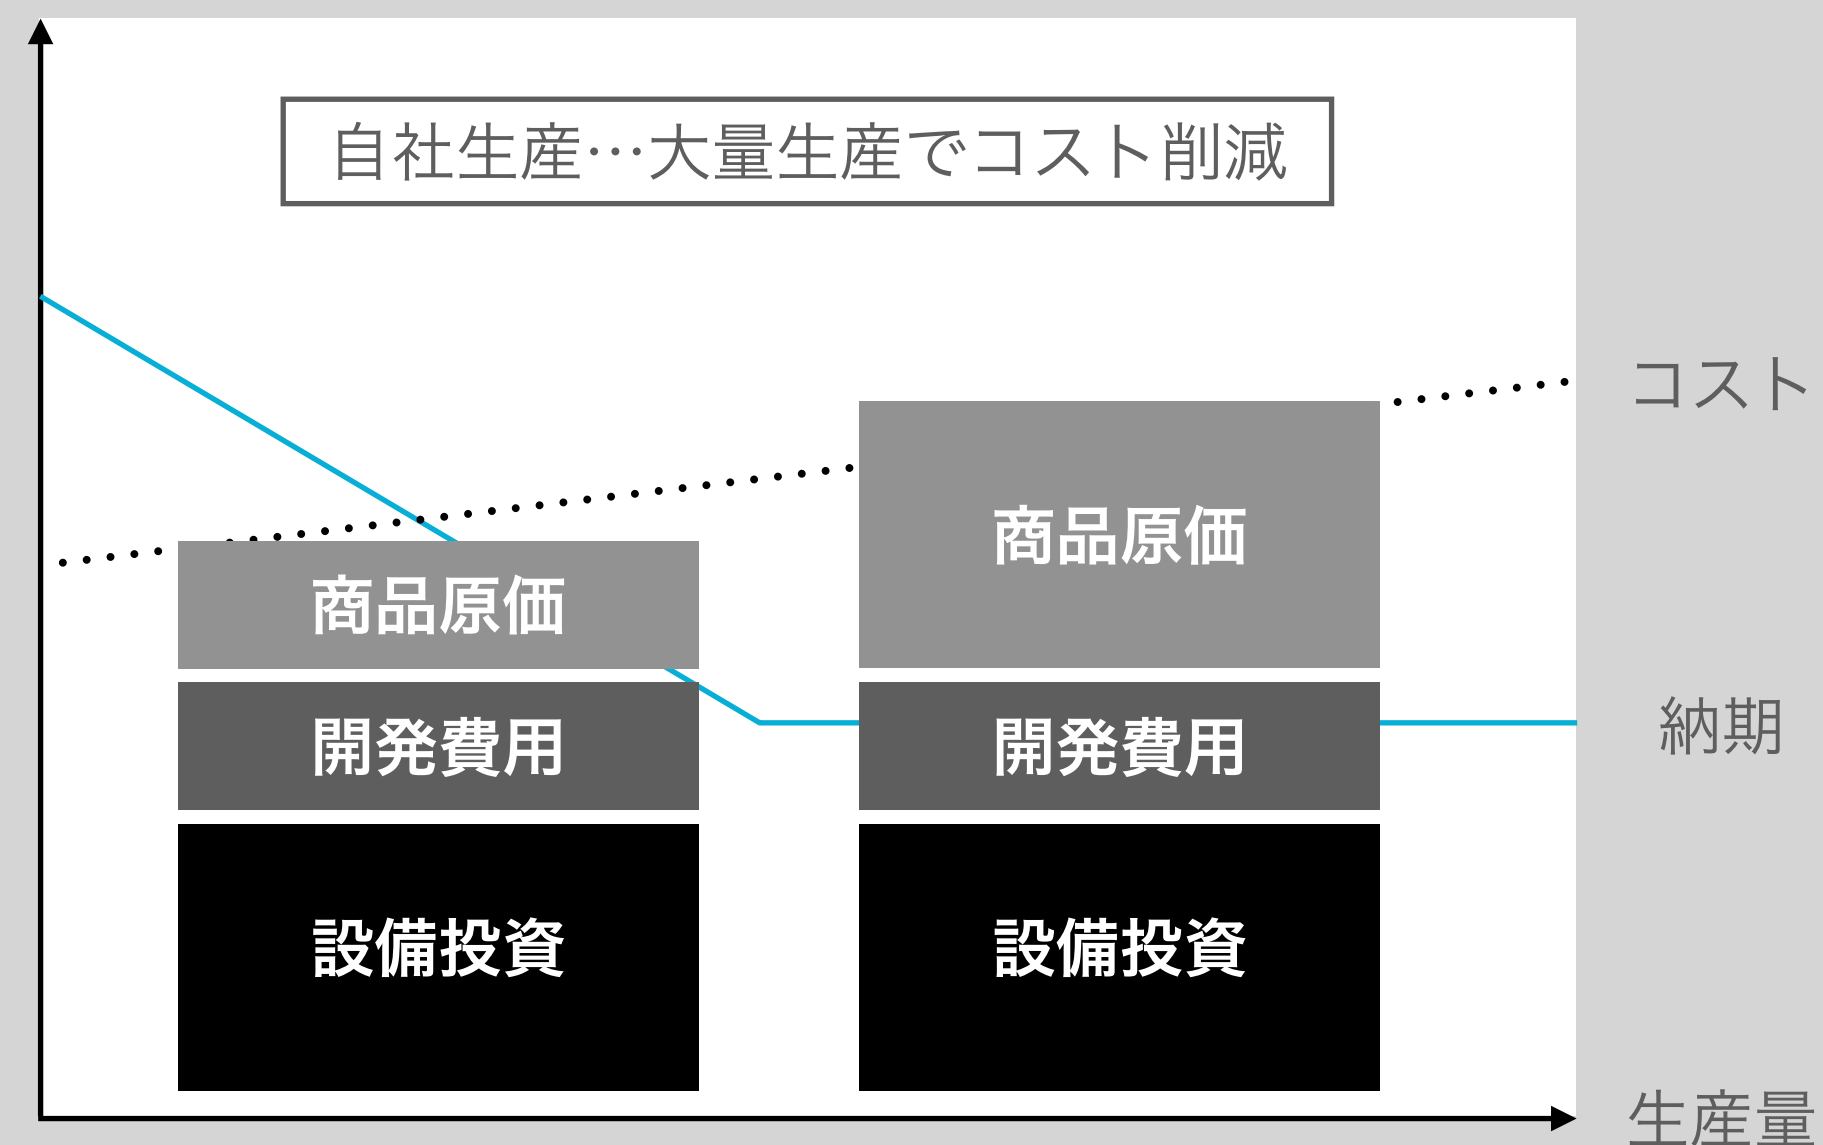 自社生産…大量生産でコスト削減
コスト
商品原価
商品原価
納期
開発費用
開発費用
設備投資
設備投資
生産量